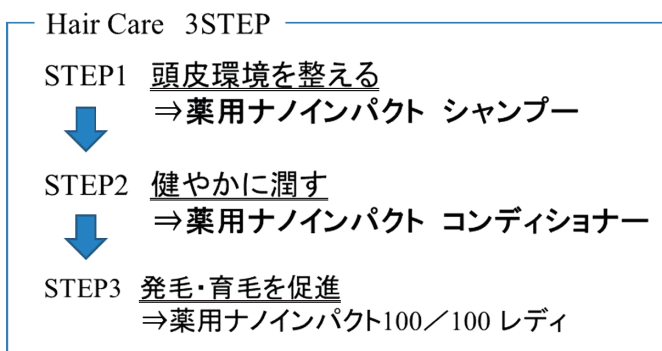 Hair Care 3STEP
STEP1 頭皮環境を整える
⇒薬用ナノインパクト シャンプー
STEP2 健やかに潤す
⇒薬用ナノインパクト コンディショナー
STEP3 発毛・育毛を促進
⇒薬用ナノインパクト100／100 レディ